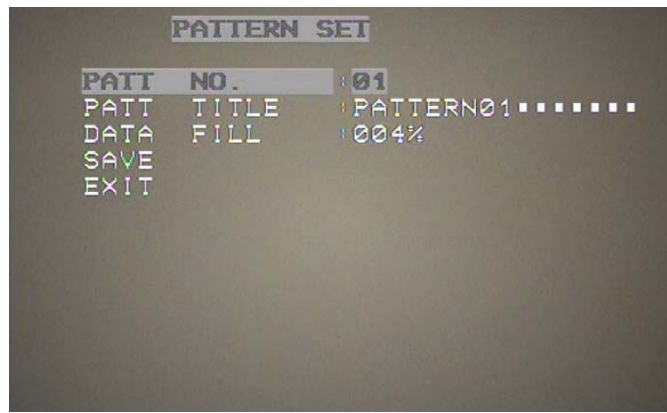 PATTERN SET
PATT NO. :01
PATT TITLE :PATTERN01▪▪▪▪▪▪▪
DATA FILL :004%
SAVE
EXIT